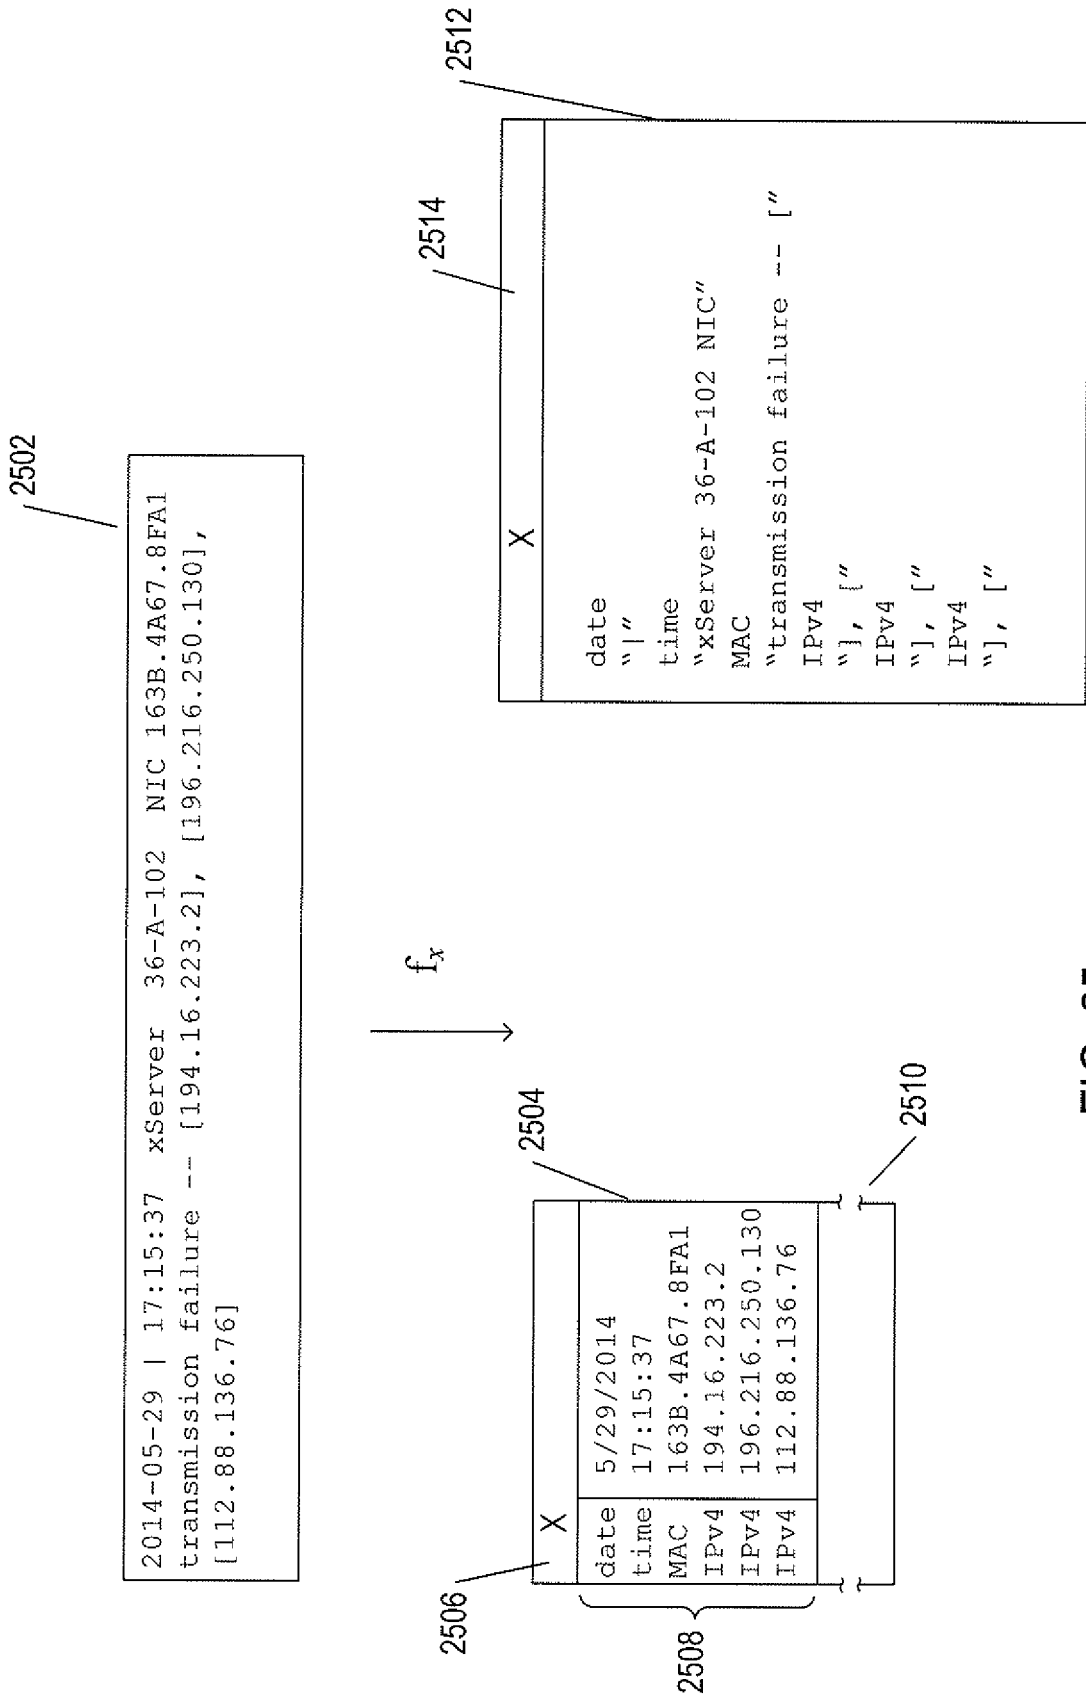 2502
2014-05-29 | 17:15:37 xServer 36-A-102 NIC 163B.4A67.8FA1
transmission failure -- [194.16.223.2], [196.216.250.130],
[112.88.136.76]
fx
2506
2504
X
date 5/29/2014
time 17:15:37
MAC 163B.4A67.8FA1
IPv4 194.16.223.2
IPv4 196.216.250.130
IPv4 112.88.136.76
2508
2510
2514
2512
X
date
“|”
time
“xServer 36-A-102 NIC”
MAC
“transmission failure -- [”
IPv4
“], [”
IPv4
“], [”
IPv4
“], [”